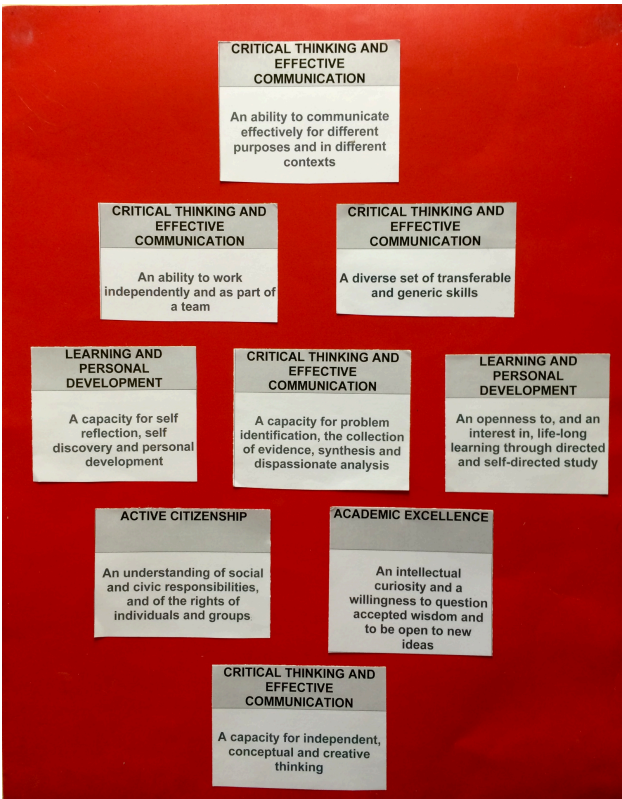 CRITICAL THINKING AND
EFFECTIVE
COMMUNICATION
An ability to communicate
effectively for different
purposes and in different
contexts
CRITICAL THINKING AND
EFFECTIVE
COMMUNICATION
An ability to work
independently and as part of
a team
CRITICAL THINKING AND
EFFECTIVE
COMMUNICATION
A diverse set of transferable
and generic skills
LEARNING AND
PERSONAL
DEVELOPMENT
A capacity for self
reflection, self
discovery and personal
development
CRITICAL THINKING AND
EFFECTIVE
COMMUNICATION
A capacity for problem
identification, the collection
of evidence, synthesis and
dispassionate analysis
LEARNING AND
PERSONAL
DEVELOPMENT
An openness to, and an
interest in, life-long
learning through directed
and self-directed study
ACTIVE CITIZENSHIP
An understanding of social
and civic responsibilities,
and of the rights of
individuals and groups
ACADEMIC EXCELLENCE
An intellectual
curiosity and a
willingness to question
accepted wisdom and
to be open to new
ideas
CRITICAL THINKING AND
EFFECTIVE
COMMUNICATION
A capacity for independent,
conceptual and creative
thinking